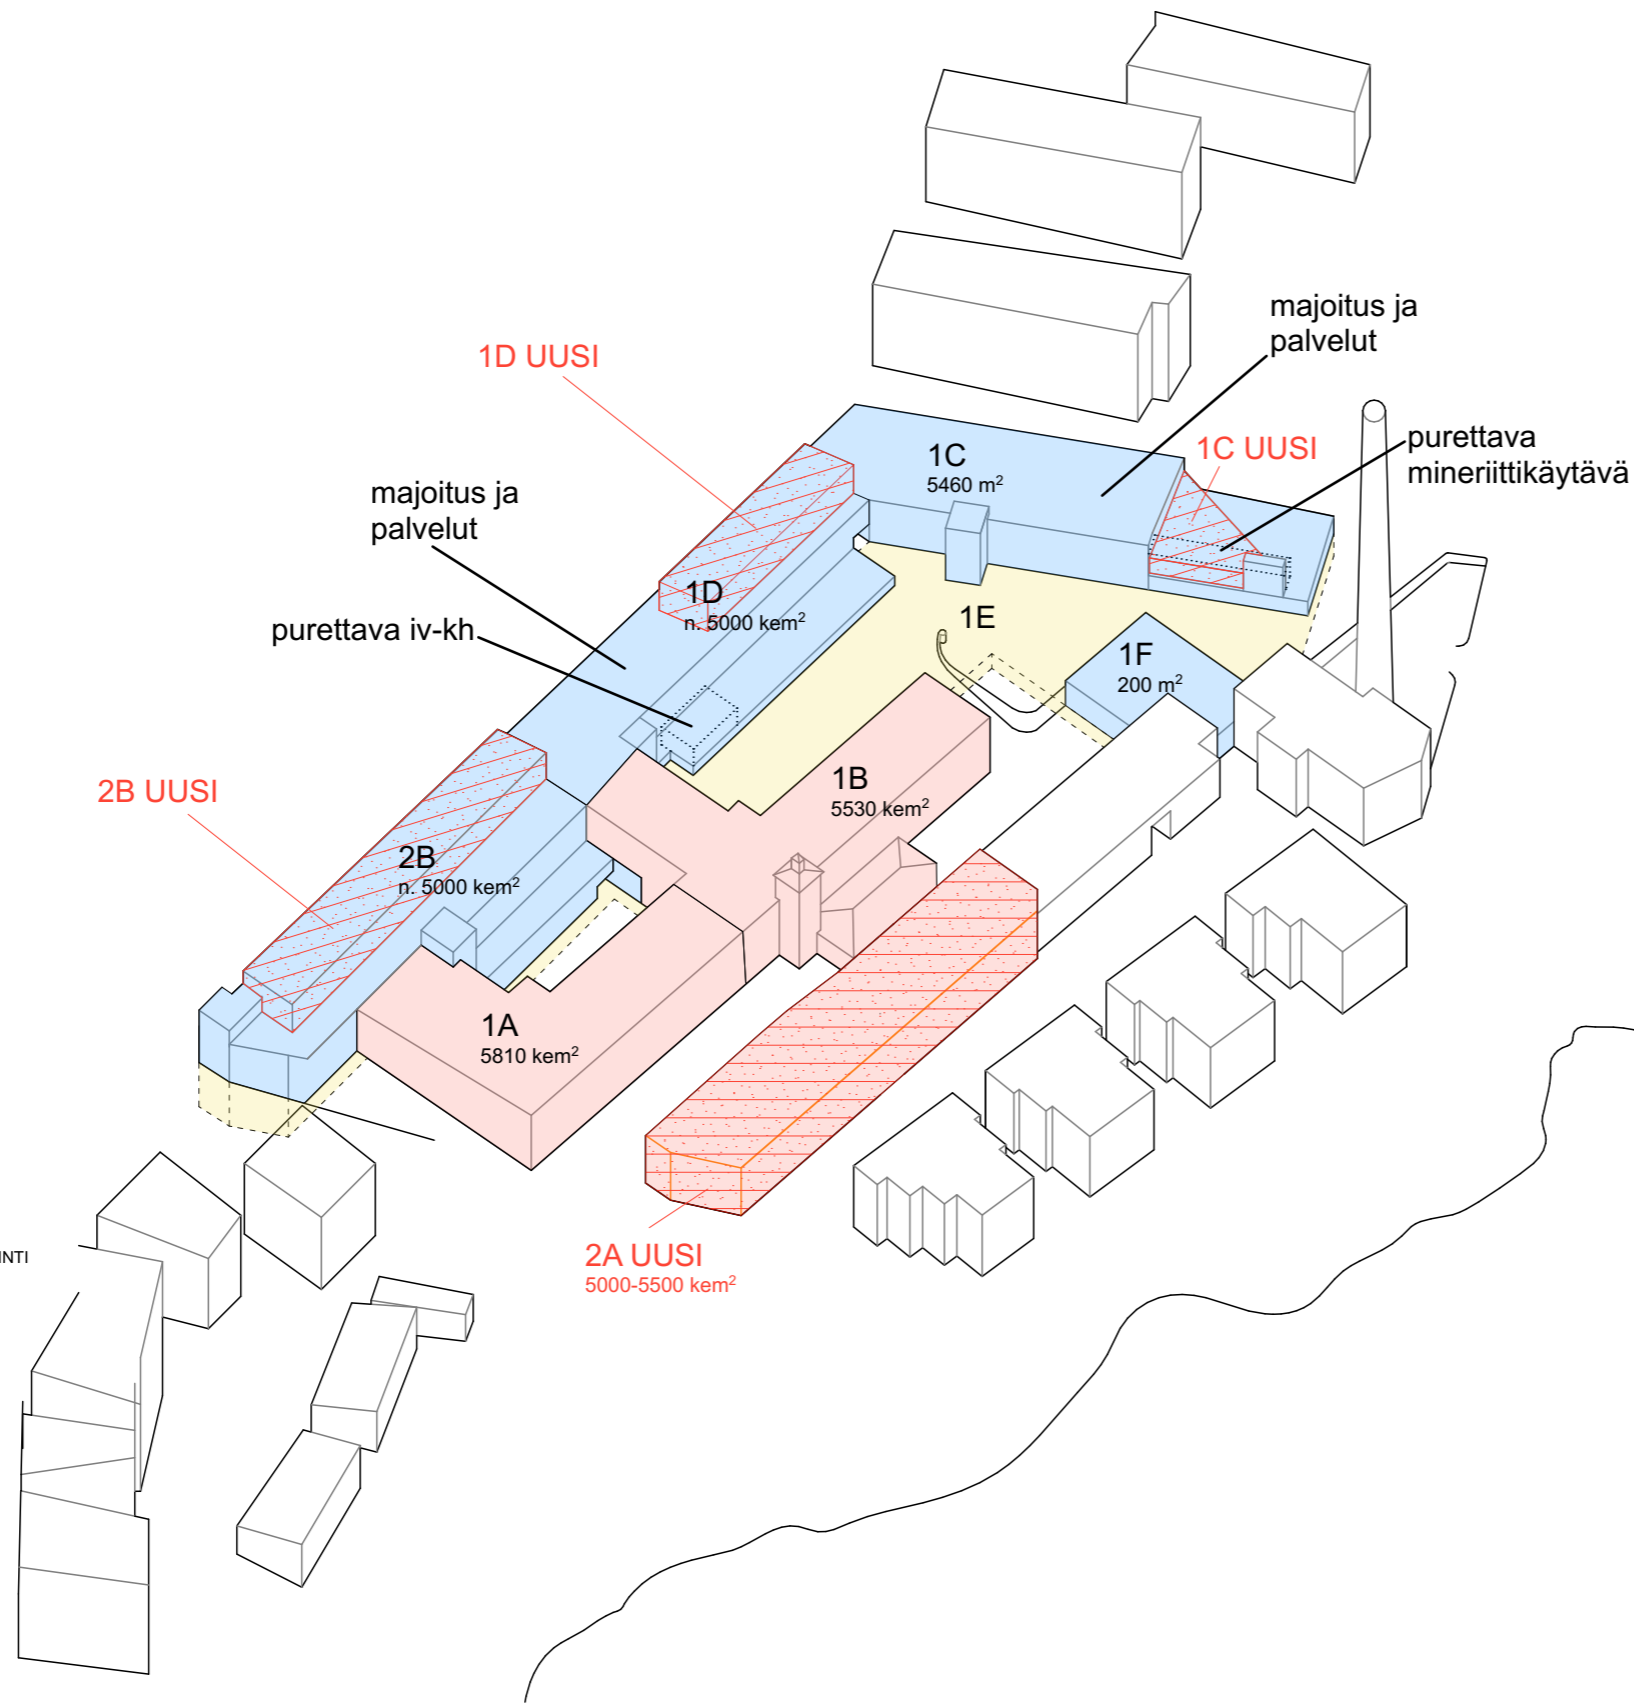 majoitus ja
palvelut
1D UUSI
1C UUSI
purettava
mineriittikäytävä
1C
5460 m²
majoitus ja
palvelut
1D
n. 5000 kem²
purettava iv-kh
1E
1F
200 m²
2B UUSI
1B
5530 kem²
2B
n. 5000 kem²
1A
5810 kem²
2A UUSI
5000-5500 kem²